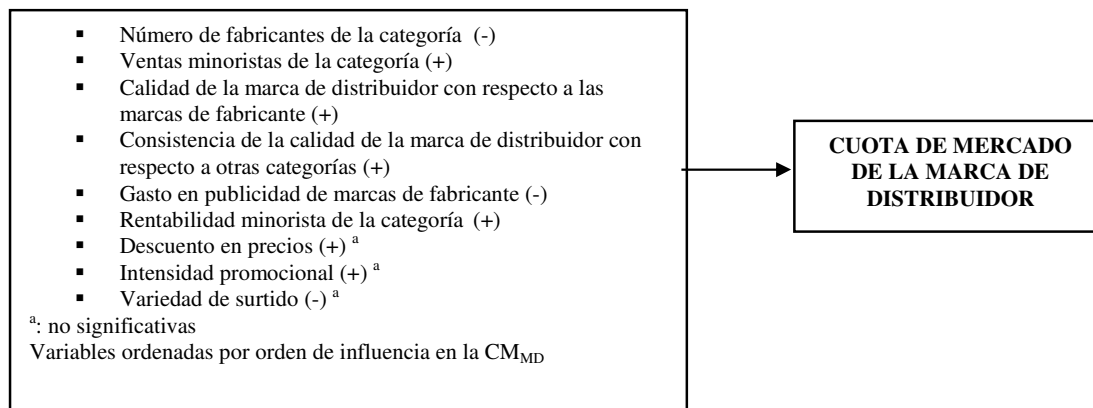 ▪ Número de fabricantes de la categoría (-)
▪ Ventas minoristas de la categoría (+)
▪ Calidad de la marca de distribuidor con respecto a las
marcas de fabricante (+)
▪ Consistencia de la calidad de la marca de distribuidor con
respecto a otras categorías (+)
▪ Gasto en publicidad de marcas de fabricante (-)
▪ Rentabilidad minorista de la categoría (+)
▪ Descuento en precios (+) a
▪ Intensidad promocional (+) a
▪ Variedad de surtido (-) a
a: no significativas
Variables ordenadas por orden de influencia en la CMMD
CUOTA DE MERCADO
DE LA MARCA DE
DISTRIBUIDOR